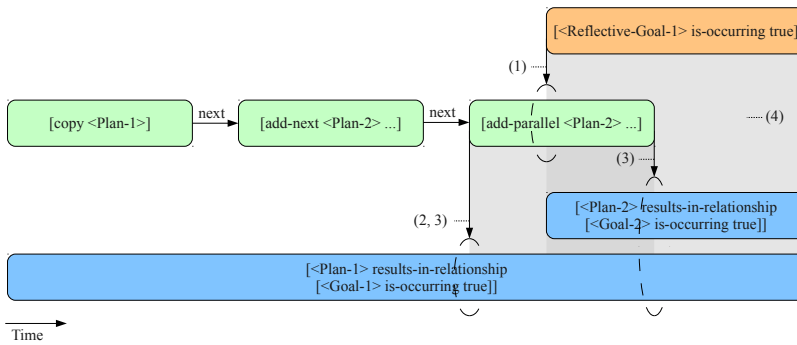 [<Reflective-Goal-1> is-occurring true]
(1)
[copy <Plan-1>]
next
[add-next <Plan-2> ...]
next
[add-parallel <Plan-2> ...]
(4)
(3)
(2, 3)
[<Plan-2> results-in-relationship
[<Goal-2> is-occurring true]]
[<Plan-1> results-in-relationship
[<Goal-1> is-occurring true]]
Time